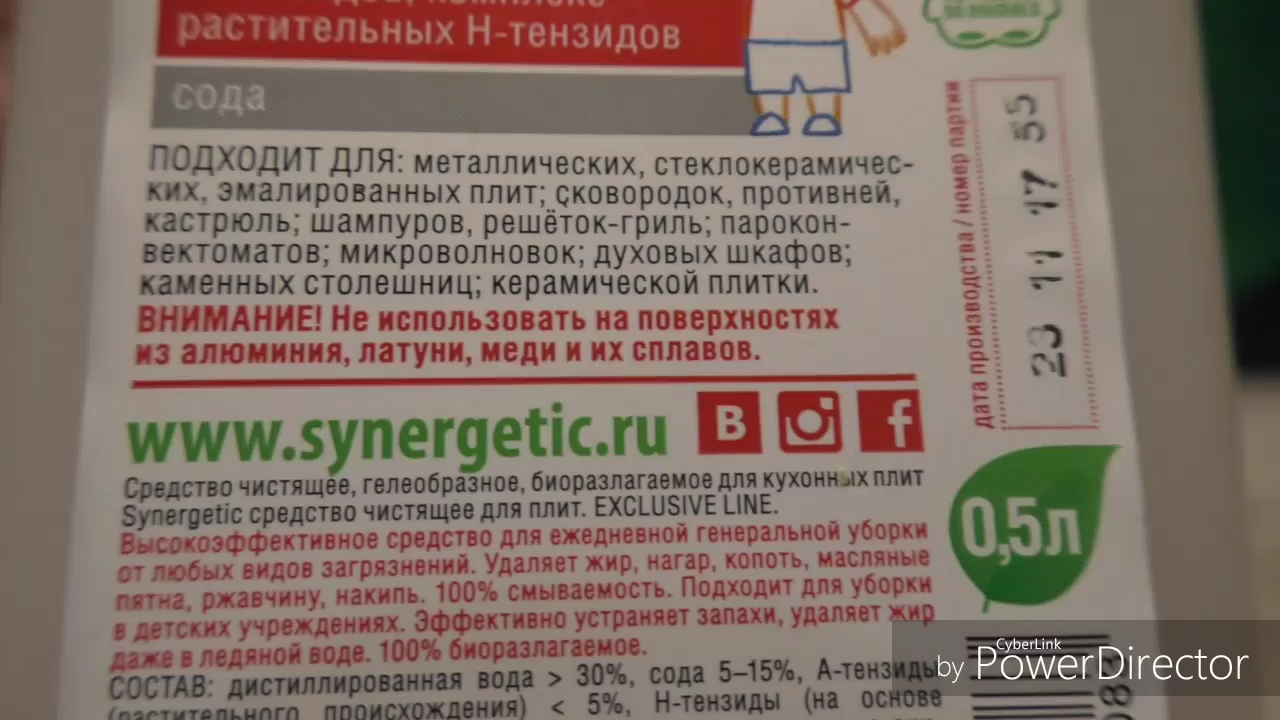 растительных Н-тензидов
сода
ПОДХОДИТ ДЛЯ: металлических, стеклокерамичес-
ких, эмалированных плит; сковородок, противней,
кастрюль; шампуров, решёток-гриль; парокон-
вектоматов; микроволновок; духовых шкафов;
каменных столешниц; керамической плитки.
ВНИМАНИЕ! Не использовать на поверхностях
из алюминия, латуни, меди и их сплавов.
www.synergetic.ru
Средство чистящее, гелеобразное, биоразлагаемое для кухонных плит
Synergetic средство чистящее для плит. EXCLUSIVE LINE.
Высокоэффективное средство для ежедневной генеральной уборки
от любых видов загрязнений. Удаляет жир, нагар, копоть, масляные
пятна, ржавчину, накипь. 100% смываемость. Подходит для уборки
в детских учреждениях. Эффективно устраняет запахи, удаляет жир
даже в ледяной воде. 100% биоразлагаемое.
СОСТАВ: дистиллированная вода > 30%, сода 5–15%, А-тензиды
(растительного происхождения) < 5%, Н-тензиды (на основе
дата производства / номер партии
23 11 17 55
0,5л
CyberLink
by PowerDirector